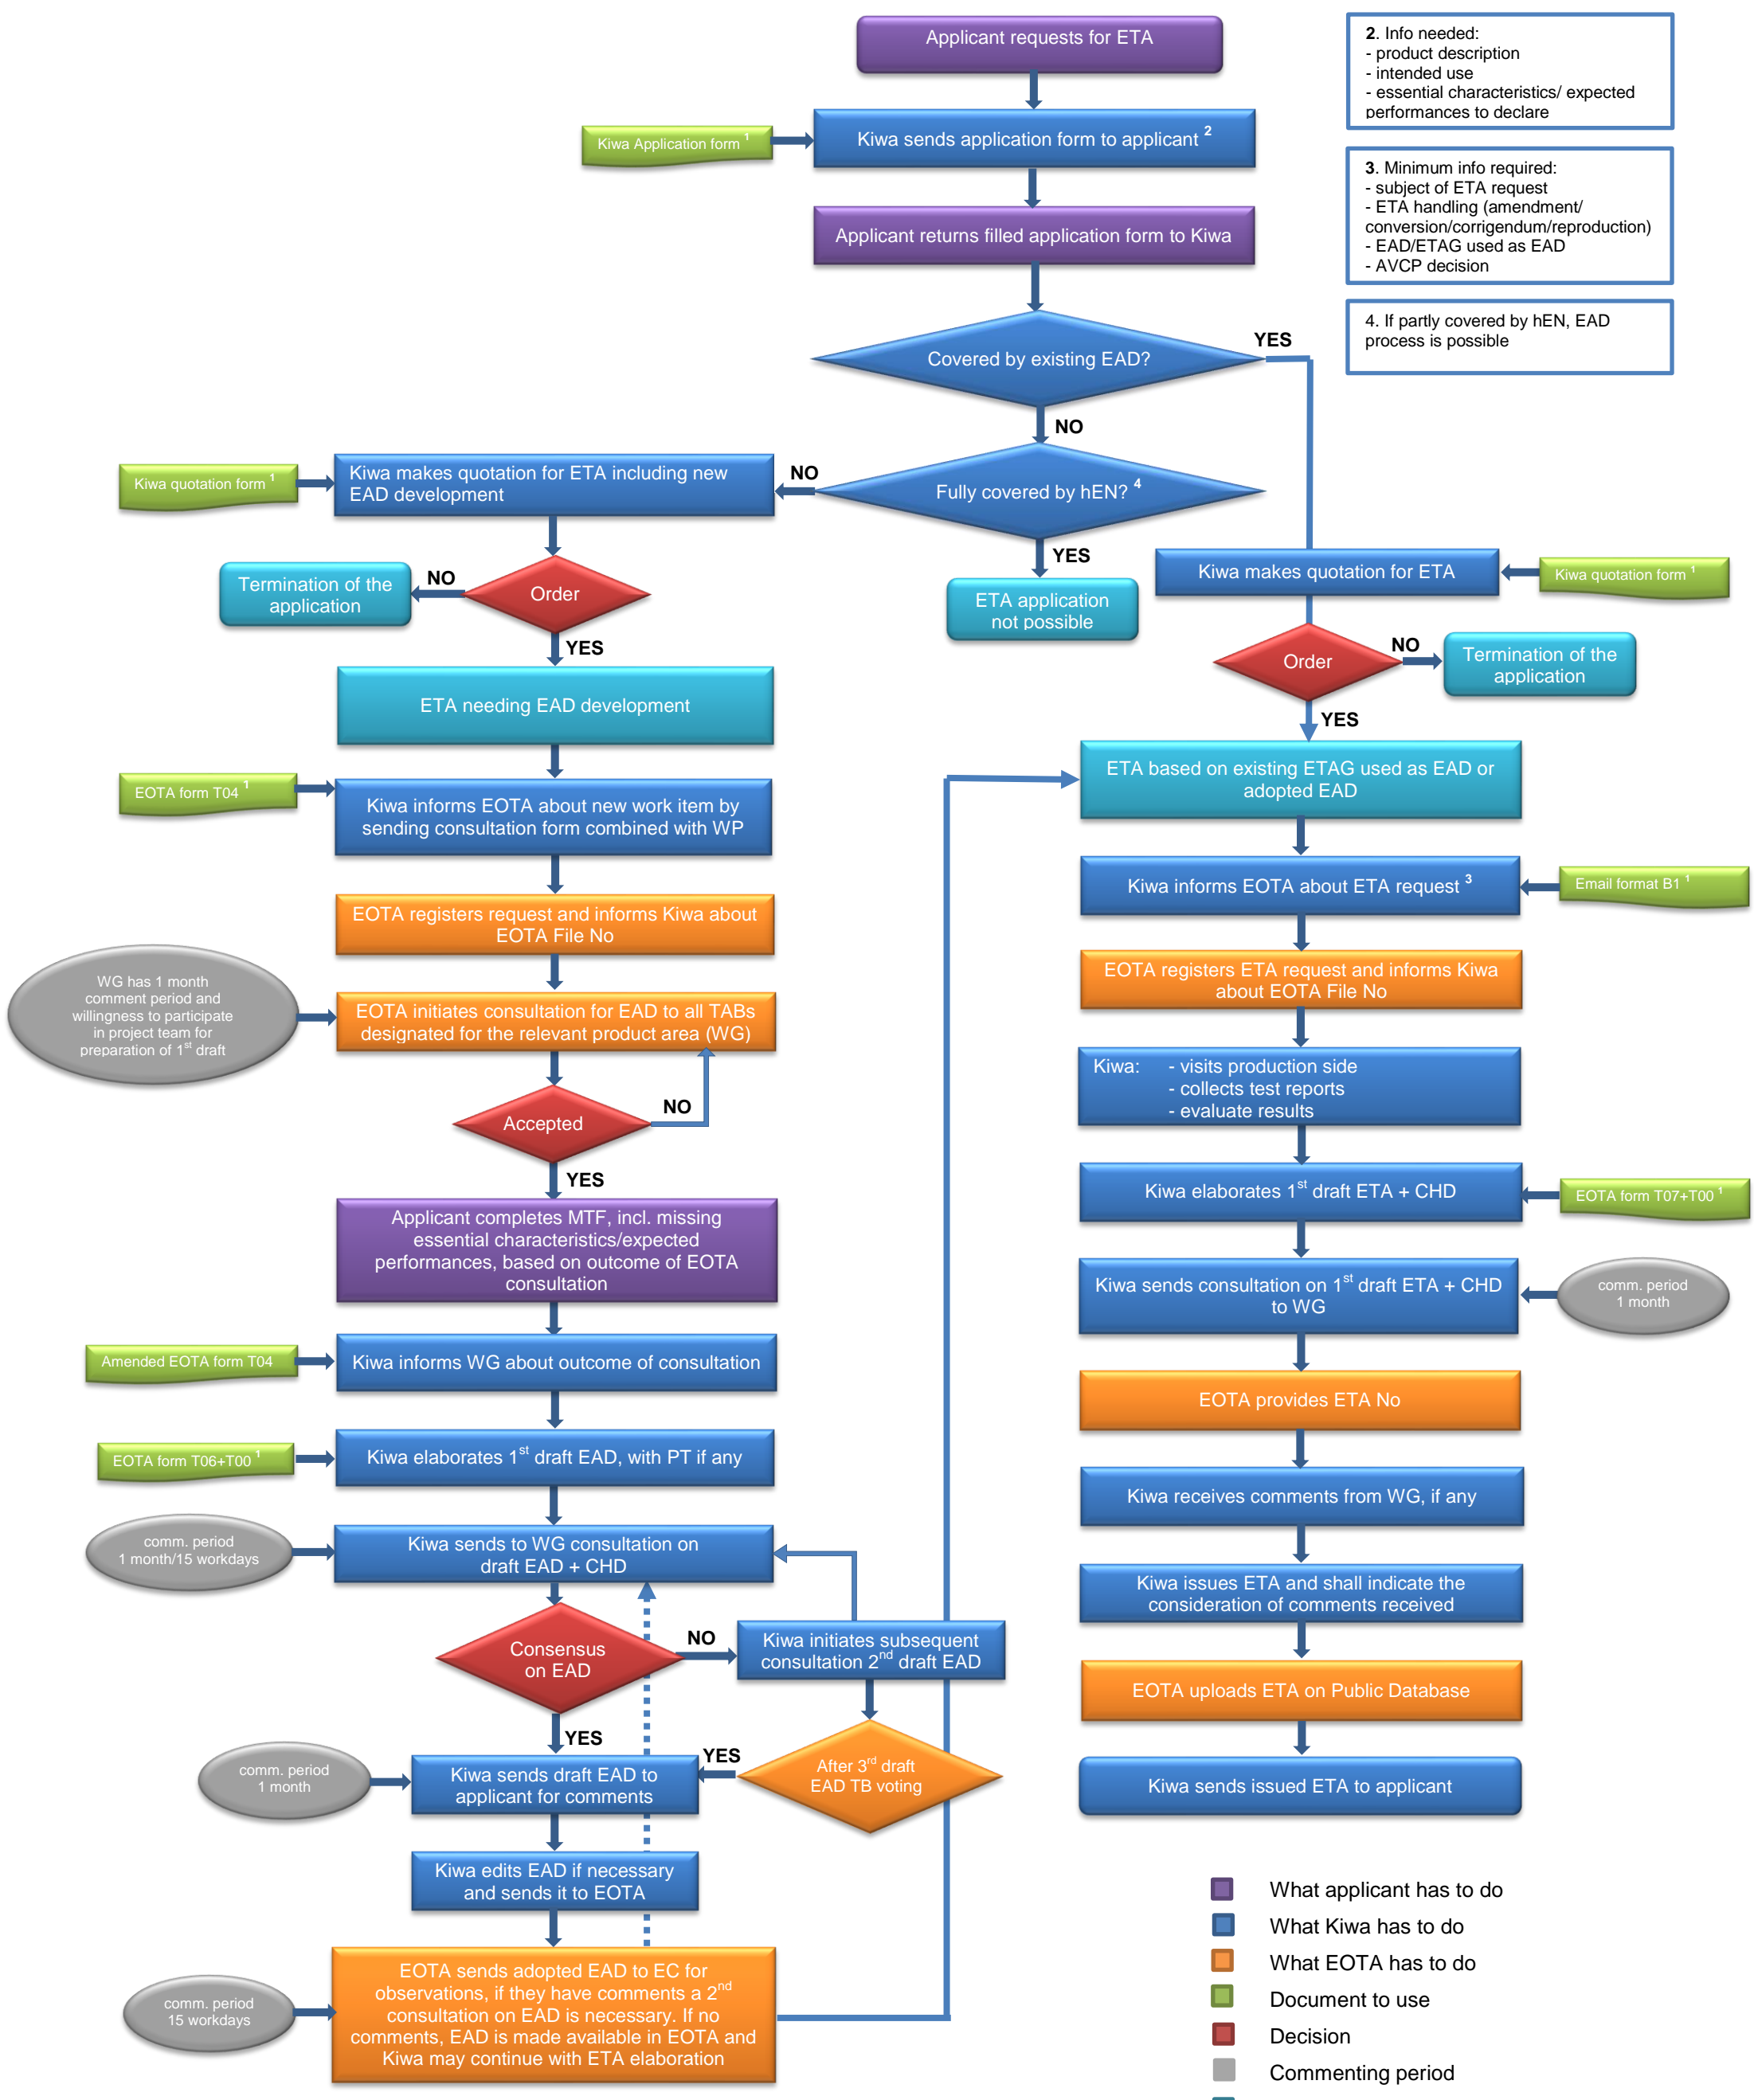 Applicant requests for ETA
2. Info needed:
- product description
- intended use
- essential characteristics/ expected
performances to declare
Kiwa Application form 1
Kiwa sends application form to applicant 2
3. Minimum info required:
- subject of ETA request
- ETA handling (amendment/
conversion/corrigendum/reproduction)
- EAD/ETAG used as EAD
- AVCP decision
Applicant returns filled application form to Kiwa
4. If partly covered by hEN, EAD
process is possible
Covered by existing EAD?
YES
NO
Kiwa quotation form 1
Kiwa makes quotation for ETA including new
EAD development
NO
Fully covered by hEN? 4
YES
ETA application
not possible
Kiwa makes quotation for ETA
Kiwa quotation form 1
Termination of the
application
NO
Order
YES
Order
NO
Termination of the
application
YES
ETA needing EAD development
EOTA form T04 1
Kiwa informs EOTA about new work item by
sending consultation form combined with WP
EOTA registers request and informs Kiwa about
EOTA File No
WG has 1 month
comment period and
willingness to participate
in project team for
preparation of 1st draft
EOTA initiates consultation for EAD to all TABs
designated for the relevant product area (WG)
Accepted
NO
YES
Applicant completes MTF, incl. missing
essential characteristics/expected
performances, based on outcome of EOTA
consultation
Amended EOTA form T04
Kiwa informs WG about outcome of consultation
EOTA form T06+T00 1
Kiwa elaborates 1st draft EAD, with PT if any
comm. period
1 month/15 workdays
Kiwa sends to WG consultation on
draft EAD + CHD
Consensus
on EAD
NO
Kiwa initiates subsequent
consultation 2nd draft EAD
YES
After 3rd draft
EAD TB voting
YES
comm. period
1 month
Kiwa sends draft EAD to
applicant for comments
Kiwa edits EAD if necessary
and sends it to EOTA
comm. period
15 workdays
EOTA sends adopted EAD to EC for
observations, if they have comments a 2nd
consultation on EAD is necessary. If no
comments, EAD is made available in EOTA and
Kiwa may continue with ETA elaboration
ETA based on existing ETAG used as EAD or
adopted EAD
Kiwa informs EOTA about ETA request 3
Email format B1 1
EOTA registers ETA request and informs Kiwa
about EOTA File No
Kiwa: - visits production side
- collects test reports
- evaluate results
Kiwa elaborates 1st draft ETA + CHD
EOTA form T07+T00 1
Kiwa sends consultation on 1st draft ETA + CHD
to WG
comm. period
1 month
EOTA provides ETA No
Kiwa receives comments from WG, if any
Kiwa issues ETA and shall indicate the
consideration of comments received
EOTA uploads ETA on Public Database
Kiwa sends issued ETA to applicant
What applicant has to do
What Kiwa has to do
What EOTA has to do
Document to use
Decision
Commenting period